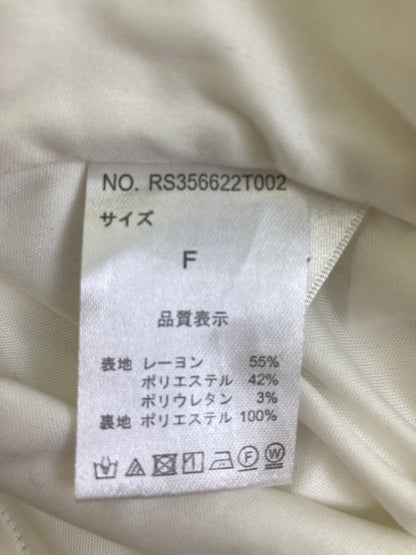 NO. RS356622T002
サイズ
F
品質表示
表地 レーヨン 55%
ポリエステル 42%
ポリウレタン 3%
裏地 ポリエステル 100%
F W